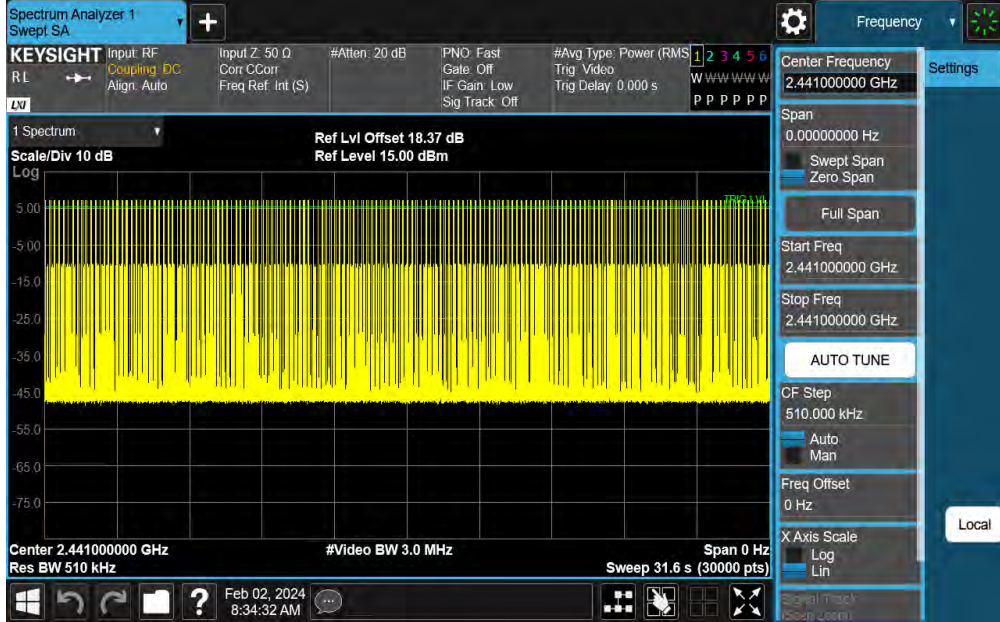 Spectrum Analyzer 1
Swept SA
Frequency
KEYSIGHT
RL
LXI
Input: RF
Coupling: DC
Align: Auto
Input Z: 50 Ω
Corr CCorr
Freq Ref: Int (S)
#Atten: 20 dB
PNO: Fast
Gate: Off
IF Gain: Low
Sig Track: Off
#Avg Type: Power (RMS
Trig: Video
Trig Delay: 0.000 s
1 2 3 4 5 6
W W W W W W
P P P P P P
1 Spectrum
Scale/Div 10 dB
Log
Ref Lvl Offset 18.37 dB
Ref Level 15.00 dBm
TRIG LVL
5.00
-5.00
-15.0
-25.0
-35.0
-45.0
-55.0
-65.0
-75.0
Center 2.441000000 GHz
Res BW 510 kHz
#Video BW 3.0 MHz
Span 0 Hz
Sweep 31.6 s (30000 pts)
Center Frequency
2.441000000 GHz
Span
0.00000000 Hz
Swept Span
Zero Span
Full Span
Start Freq
2.441000000 GHz
Stop Freq
2.441000000 GHz
AUTO TUNE
CF Step
510.000 kHz
Auto
Man
Freq Offset
0 Hz
X Axis Scale
Log
Lin
Signal Track
(Span Zoom)
Settings
Local
Feb 02, 2024
8:34:32 AM